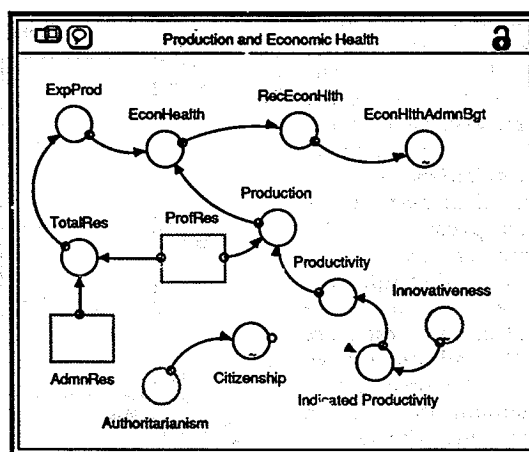 Production and Economic Health
ExpProd
EconHealth
RecEconHlth
EconHlthAdmnBgt
Production
TotalRes
ProfRes
Productivity
Innovativeness
AdmnRes
Citizenship
Indicated Productivity
Authoritarianism